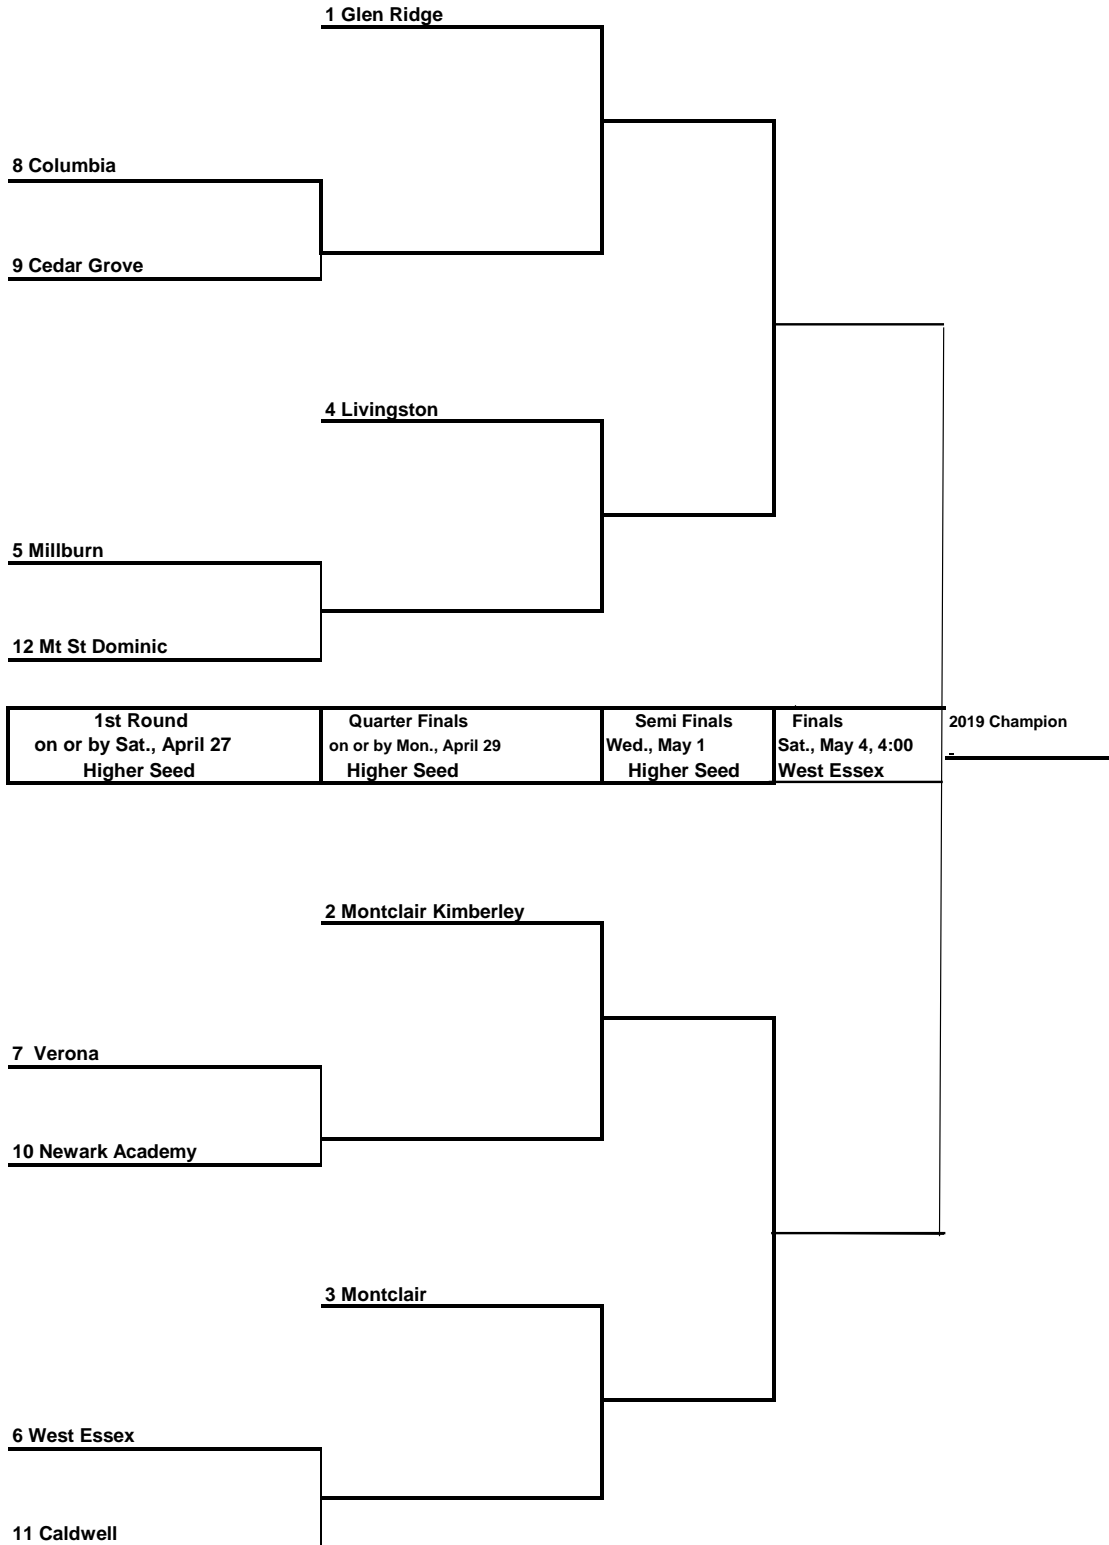 1 Glen Ridge
8 Columbia
9 Cedar Grove
4 Livingston
5 Millburn
12 Mt St Dominic
1st Round
on or by Sat., April 27
Higher Seed
Quarter Finals
on or by Mon., April 29
Higher Seed
Semi Finals
Wed., May 1
Higher Seed
Finals
Sat., May 4, 4:00
West Essex
2019 Champion
-
2 Montclair Kimberley
7  Verona
10 Newark Academy
3 Montclair
6 West Essex
11 Caldwell